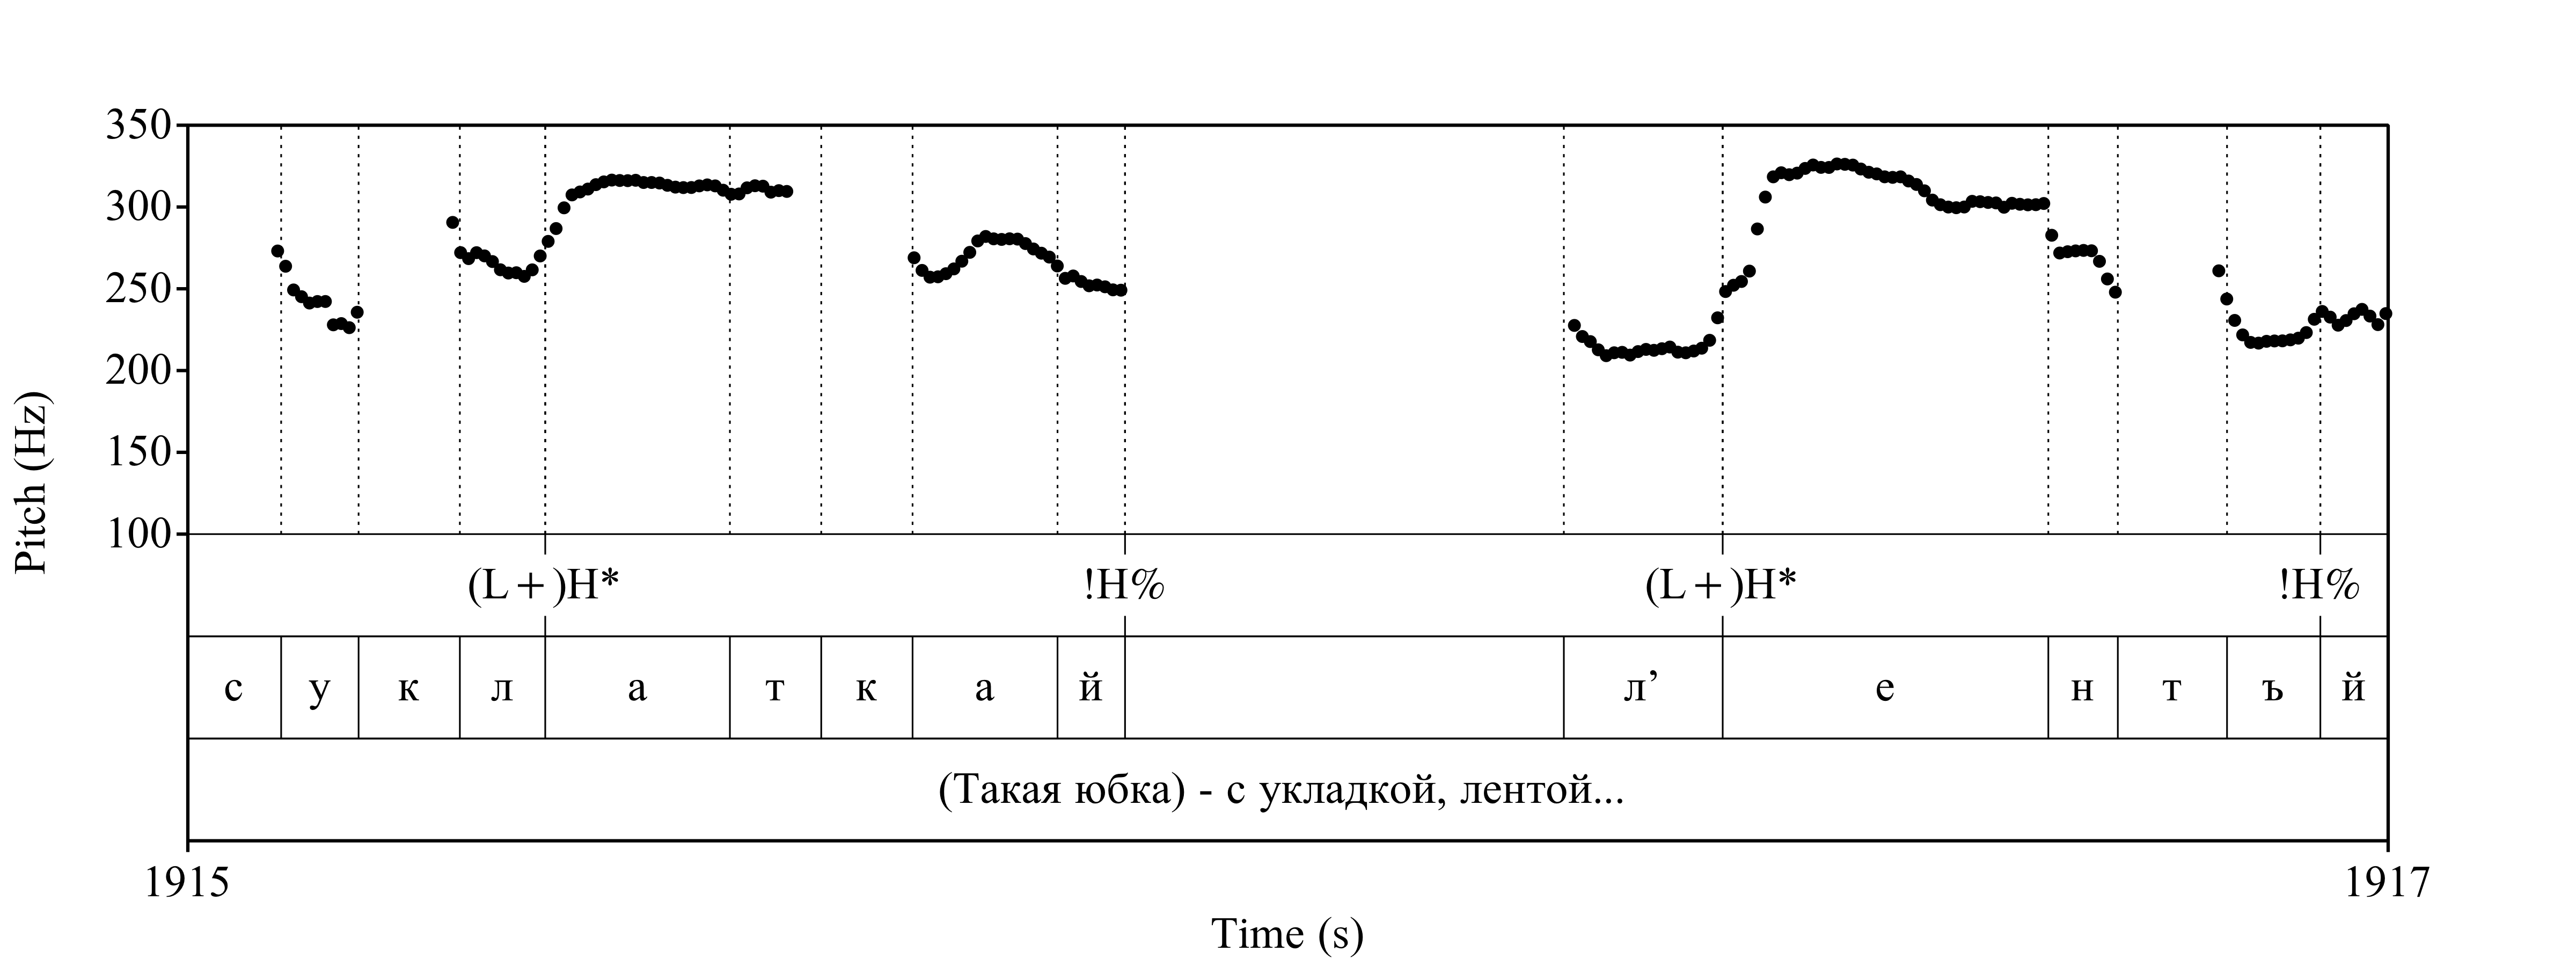 350
300
250
200
150
100
Pitch (Hz)
(L+)H* !H% (L+)H* !H%
с у к л а т к а й л’ е н т ъ й
(Такая юбка) - с укладкой, лентой...
1915 1917
Time (s)